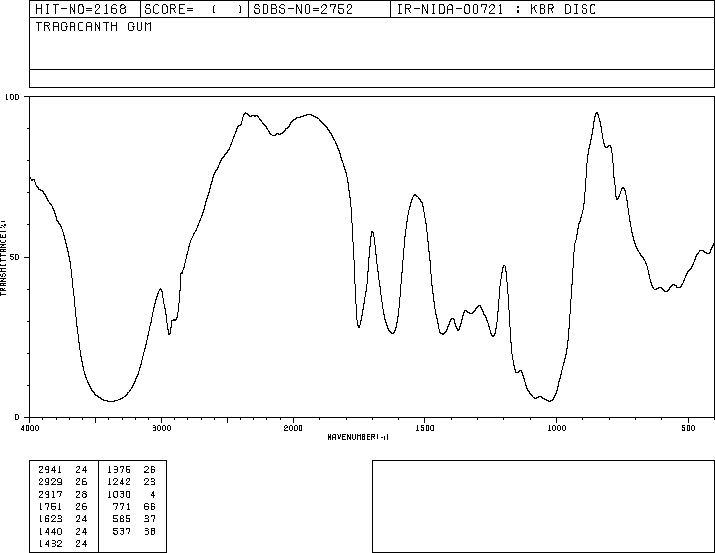 HIT-NO=2168 SCORE= ( ) SDBS-NO=2752 IR-NIDA-00721 : KBR DISC
TRAGACANTH GUM
100
50
0
TRANSMITTANCE(%)
4000 3000 2000 1500 1000 500
WAVENUMBER(-1)
2941 24 1376 26
2929 26 1242 23
2917 28 1030 4
1751 26 771 66
1623 24 585 37
1440 24 537 38
1432 24